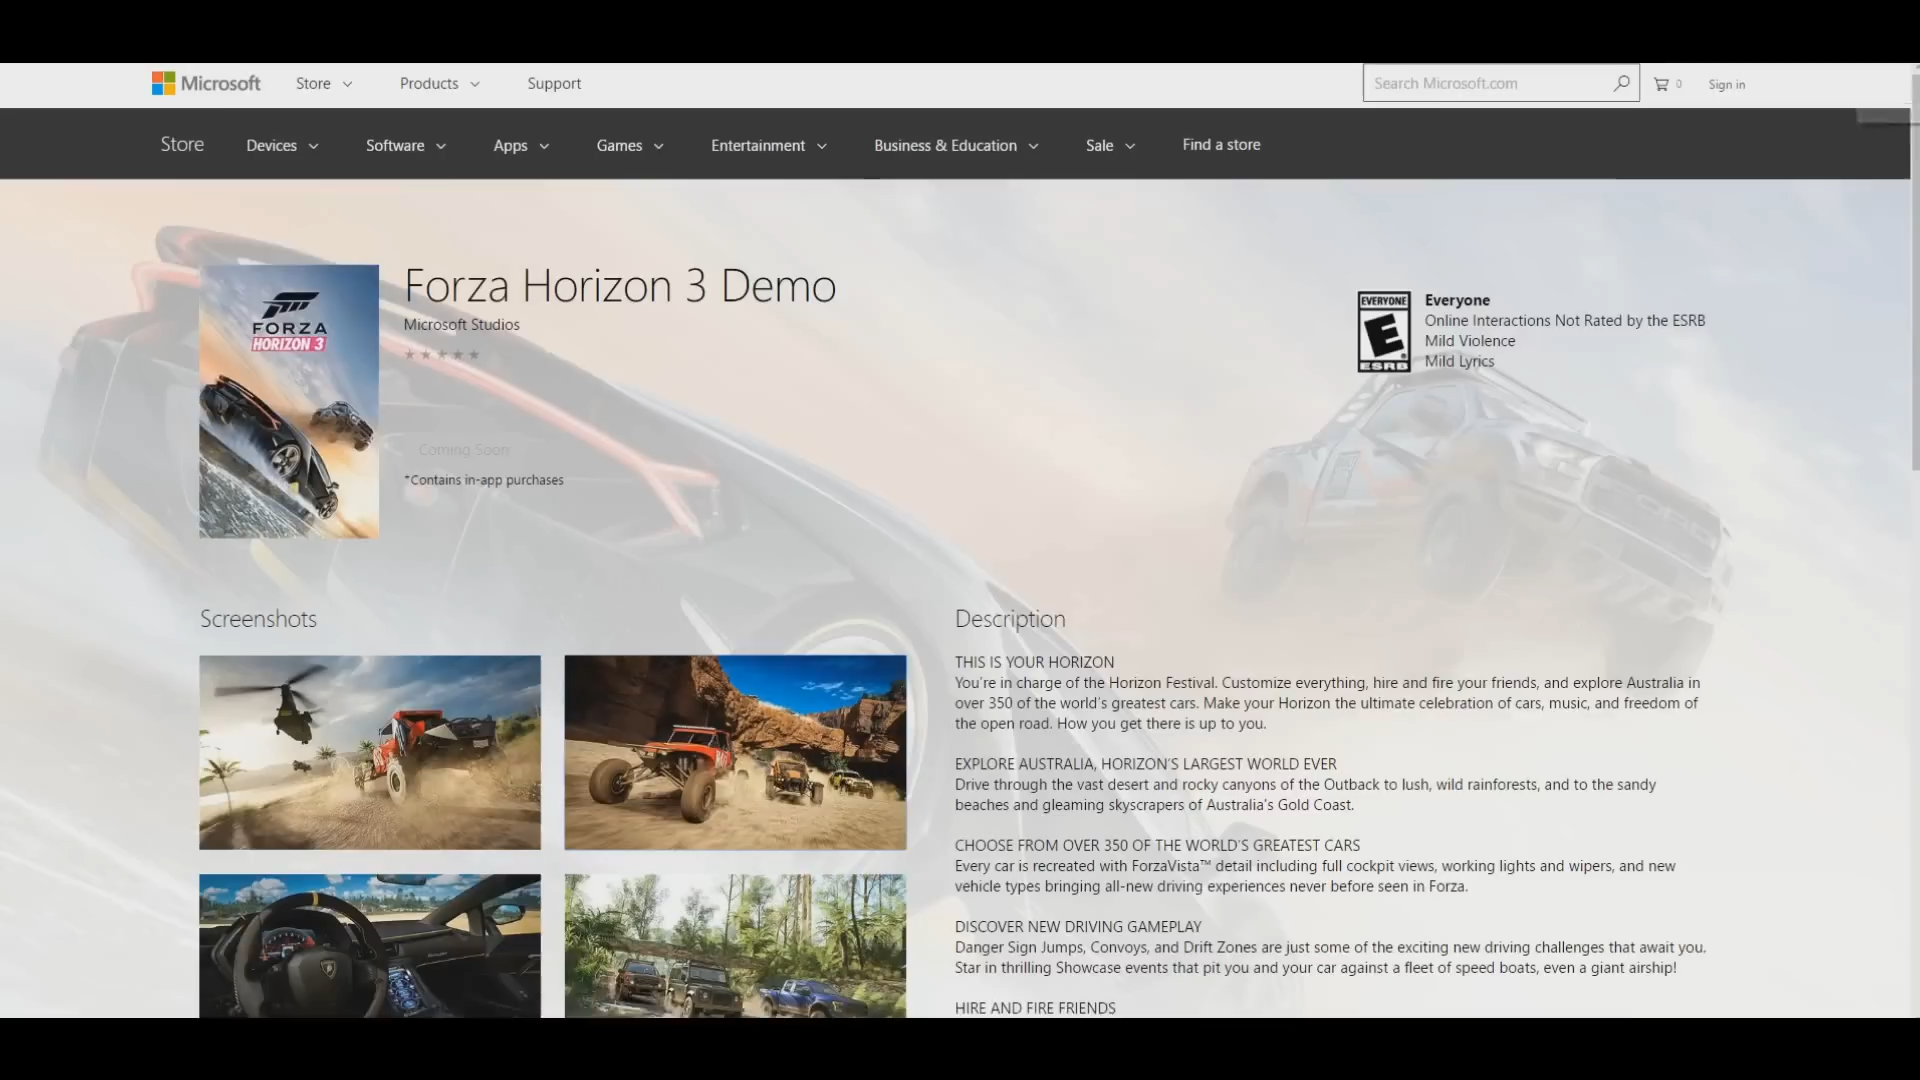 Microsoft Store Products Support Search Microsoft.com 0 Sign in
Store Devices Software Apps Games Entertainment Business & Education Sale Find a store
Forza Horizon 3 Demo
Microsoft Studios
Coming Soon
*Contains in-app purchases
FORZA
HORIZON 3
EVERYONE
E
ESRB
Everyone
Online Interactions Not Rated by the ESRB
Mild Violence
Mild Lyrics
Screenshots
Description
THIS IS YOUR HORIZON
You're in charge of the Horizon Festival. Customize everything, hire and fire your friends, and explore Australia in
over 350 of the world's greatest cars. Make your Horizon the ultimate celebration of cars, music, and freedom of
the open road. How you get there is up to you.
EXPLORE AUSTRALIA, HORIZON'S LARGEST WORLD EVER
Drive through the vast desert and rocky canyons of the Outback to lush, wild rainforests, and to the sandy
beaches and gleaming skyscrapers of Australia's Gold Coast.
CHOOSE FROM OVER 350 OF THE WORLD'S GREATEST CARS
Every car is recreated with ForzaVista™ detail including full cockpit views, working lights and wipers, and new
vehicle types bringing all-new driving experiences never before seen in Forza.
DISCOVER NEW DRIVING GAMEPLAY
Danger Sign Jumps, Convoys, and Drift Zones are just some of the exciting new driving challenges that await you.
Star in thrilling Showcase events that pit you and your car against a fleet of speed boats, even a giant airship!
HIRE AND FIRE FRIENDS